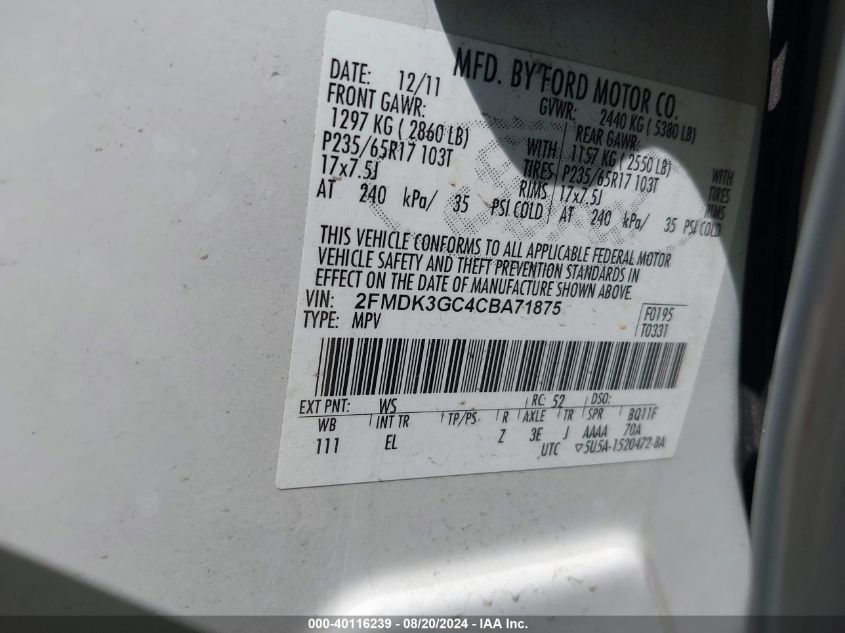 MFD. BY FORD MOTOR CO.
DATE: 12/11 GVWR: 2440 KG (5380 LB)
FRONT GAWR: REAR GAWR:
1297 KG (2860 LB) WITH 1157 KG (2550 LB) WITH
P235/65R17 103T TIRES P235/65R17 103T TIRES
17x7.5J RIMS 17x7.5J RIMS
AT 240 kPa/ 35 PSI COLD AT 240 kPa/ 35 PSI COLD
THIS VEHICLE CONFORMS TO ALL APPLICABLE FEDERAL MOTOR
VEHICLE SAFETY AND THEFT PREVENTION STANDARDS IN
EFFECT ON THE DATE OF MANUFACTURE SHOWN ABOVE.
VIN: 2FMDK3GC4CBA71875 F0195
TYPE: MPV T0331
EXT PNT: WS RC: 52 DSO:
WB INT TR TP/PS R AXLE TR SPR BQ11F
111 EL Z 3E J AAAA 70A
UTC ▽5U5A-1520472-BA
000-40116239 - 08/20/2024 - IAAI Inc.